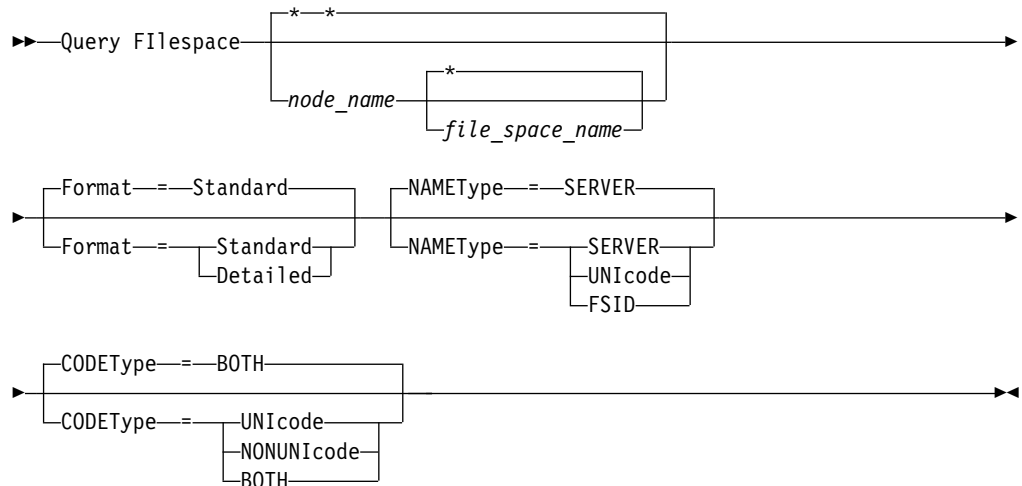 * *
Query FIlespace
*
node_name
file_space_name
Format = Standard NAMEType = SERVER
Format = Standard NAMEType = SERVER
Detailed UNIcode
FSID
CODEType = BOTH
CODEType = UNIcode
NONUNIcode
BOTH